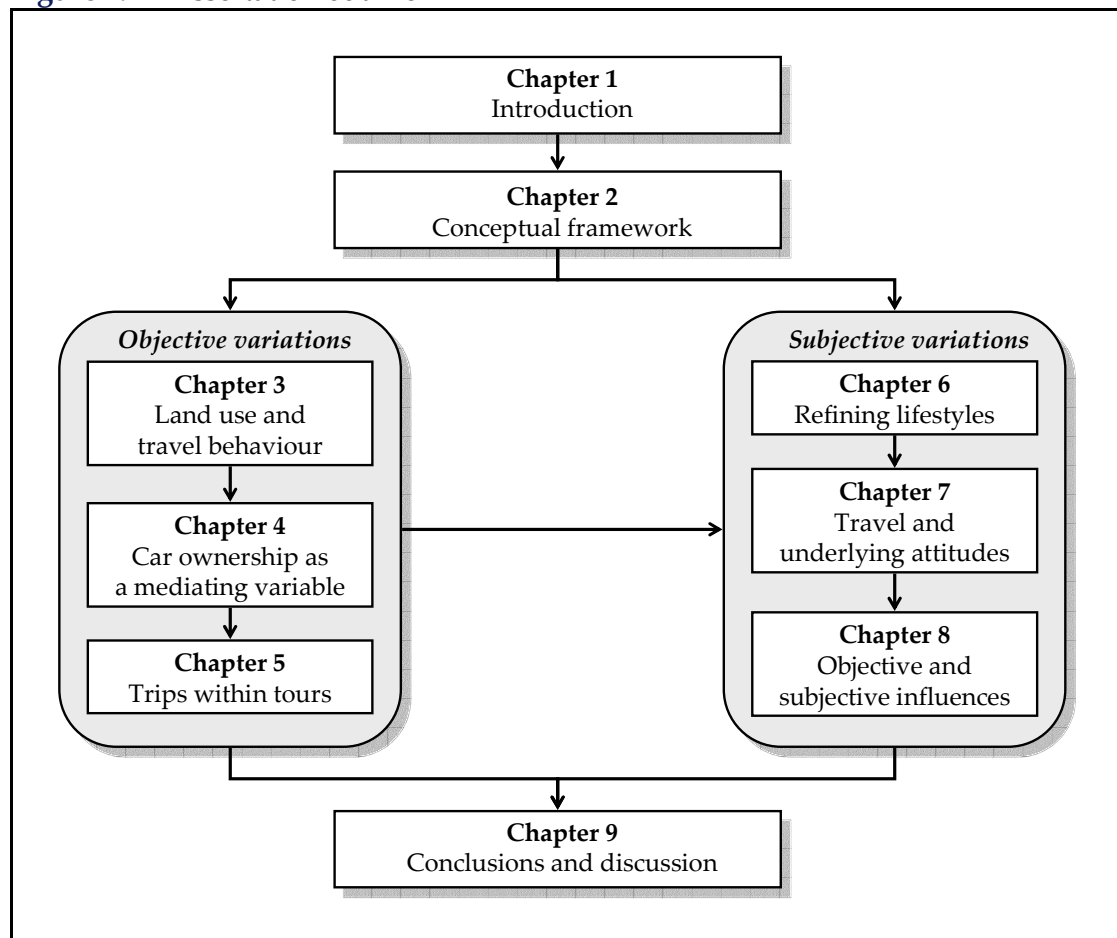 Chapter 1
Introduction
Chapter 2
Conceptual framework
Objective variations
Chapter 3
Land use and
travel behaviour
Chapter 4
Car ownership as
a mediating variable
Chapter 5
Trips within tours
Subjective variations
Chapter 6
Refining lifestyles
Chapter 7
Travel and
underlying attitudes
Chapter 8
Objective and
subjective influences
Chapter 9
Conclusions and discussion